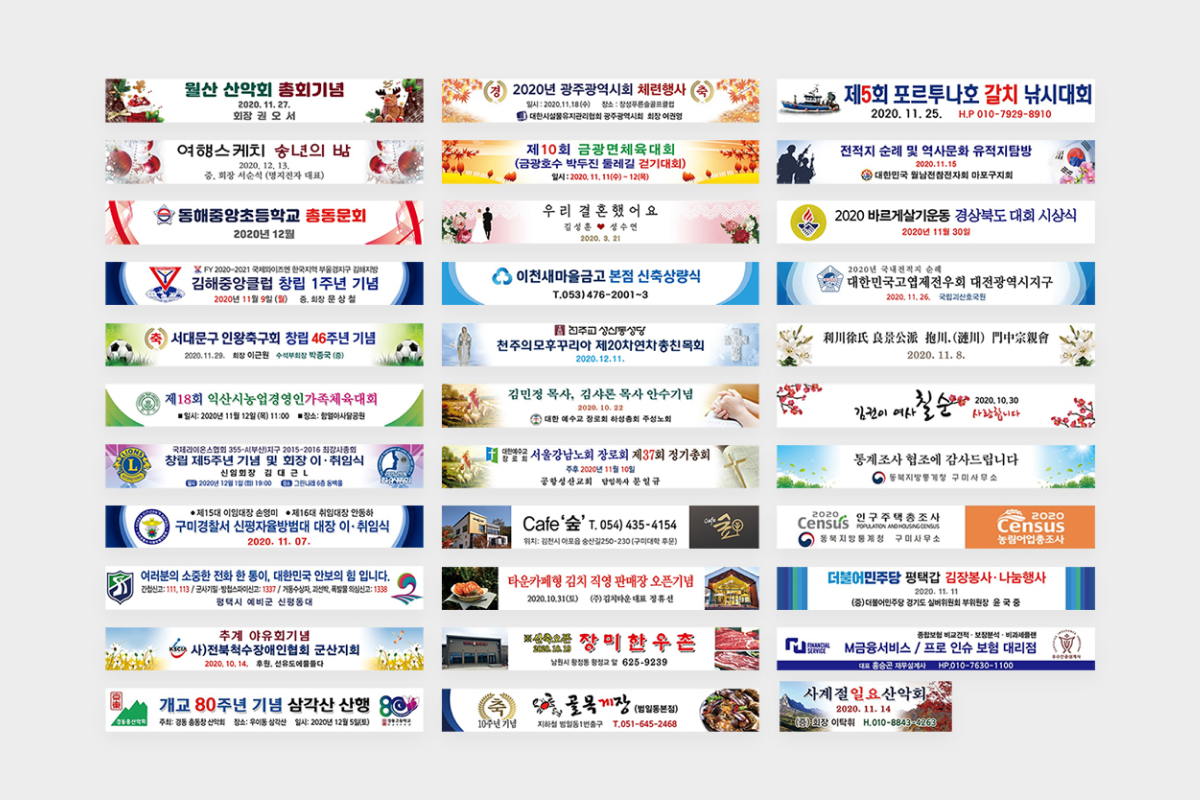 월산 산악회 총회기념
2020. 11. 27.
회장 권 오 서
경 2020년 광주광역시회 체련행사 축
일시 : 2020.11.18 (수) 장소 : 장성푸른솔골프클럽
대한시설물유지관리협회 광주광역시회 회장 여권영
제5회 포르투나호 갈치 낚시대회
2020. 11. 25. H.P 010-7929-8910
여행스케치 송년의 밤
2020. 12. 13.
중, 회장 서순석 (명지전자 대표)
제10회 금광면체육대회
(금광호수 박두진 둘레길 걷기대회)
일시 : 2020. 11. 11(수) ~ 12(목)
전적지 순례 및 역사문화 유적지탐방
2020.11.15
대한민국 월남전참전자회 마포구지회
동해중앙초등학교 총동문회
2020년 12월
우리 결혼했어요
김성훈 ♥ 성수연
2020. 3. 21
2020 바르게살기운동 경상북도 대회 시상식
2020년 11월 30일
FY 2020-2021 국제와이즈멘 한국지역 부울경지구 김해지방
김해중앙클럽 창립 1주년 기념
2020년 11월 9일 (월) 증. 회장 문 상 철
이천새마을금고 본점 신축상량식
T.053) 476-2001~3
2020년 국내전적지 순례
대한민국고엽제전우회 대전광역시지구
2020. 11. 26. 국립괴산호국원
축 서대문구 인왕축구회 창립 46주년 기념
2020.11.29. 회장 이근원 수석부회장 박종국 (증)
천주교 성산동성당
천주의모후꾸리아 제20차연차총친목회
2020.12.11.
利川徐氏 良景公派 抱川.(漣川) 門中宗親會
2020. 11. 8.
제18회 익산시농업경영인가족체육대회
■ 일시: 2020년 11월 12일 (목) 11:00 ■ 장소: 함열아사달공원
김민정 목사, 김샤론 목사 안수기념
2020. 10. 22
대한 예수교 장로회 하성총회 주성노회
김권이 여사 칠순 2020, 10,30
사랑합니다
국제라이온스협회 355-A(부산)지구 2015-2016 최강사총회
창립 제5주년 기념 및 회장 이·취임식
신임회장 김 대 근 L
2020년 12월 1일 (화) 19:00 그린나래 6층 동백홀
대한예수교
장로회 서울강남노회 장로회 제37회 정기총회
주후 2020년 11월 10일
공항성산교회 담임목사 문일규
통계조사 협조에 감사드립니다
동북지방통계청 구미사무소
●제15대 이임대장 손영미 ●제16대 취임대장 안동하
구미경찰서 신평자율방범대 대장 이·취임식
2020. 11. 07.
Cafe '숲' T. 054) 435-4154
위치: 김천시 아포읍 송산길250-230 (구미대학 후문)
Cafe 숲
2020
Census 인구주택총조사
POPULATION AND HOUSING CENSUS
동북지방통계청 구미사무소
2020
Census
농림어업총조사
여러분의 소중한 전화 한 통이, 대한민국 안보의 힘 입니다.
간첩신고: 111, 113 / 군사기밀·방첩스파이신고: 1337 / 거동수상자, 괴선박, 폭발물 의심신고: 1338
평택시 예비군 신평동대
타운카페형 김치 직영 판매장 오픈기념
2020.10.31(토) (주)김치타운 대표 정휴선
더불어민주당 평택갑 김장봉사·나눔행사
2020. 11. 11
(증)더불어민주당 경기도 실버위원회 부위원장 윤 국 중
추계 야유회기념
KSCIA 사)전북척수장애인협회 군산지회
2020. 10. 14. 후원. 선유도에물들다
산속오픈
2020. 10.10 장미한우촌
남원시 왕정동 왕정교 앞 625-9239
FINANCIAL
SERVICE
종합보험 비교견적 · 보장분석 · 비과세플랜
M금융서비스 / 프로 인슈 보험 대리점
대표 홍승곤 재무설계사 HP.010-7630-1100
우수인증설계사
개교 80주년 기념 삼각산 산행
주최: 경동 총동창 산악회 장소: 우이동 삼각산 일시: 2020년 12월 5일(토)
경동총산악회
축 10주년 기념
골목게장 (범일동본점)
지하철 범일동1번출구 T.051-645-2468
사계절일요산악회
2020. 11. 14
(증) 회장 이탁휘 H.010-8843-4263